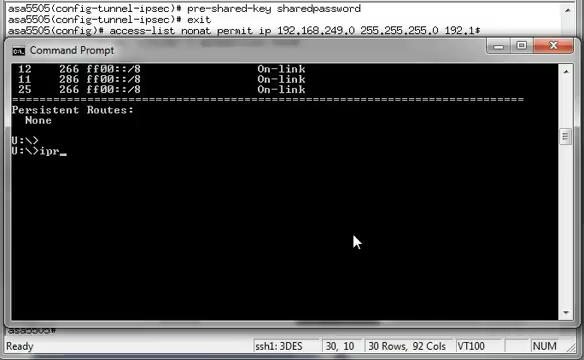 asa5505(config-tunnel-ipsec)# pre-shared-key sharedpassword
asa5505(config-tunnel-ipsec)# exit
asa5505(config)# access-list nonat permit ip 192.168.249.0 255.255.255.0 192.1$
Command Prompt
12 266 ff00::/8 On-link
11 286 ff00::/8 On-link
25 266 ff00::/8 On-link
===========================================================================
Persistent Routes:
None
U:\>
U:\>ipr_
asa5505#
Ready ssh1: 3DES 30, 10 30 Rows, 92 Cols VT100 NUM